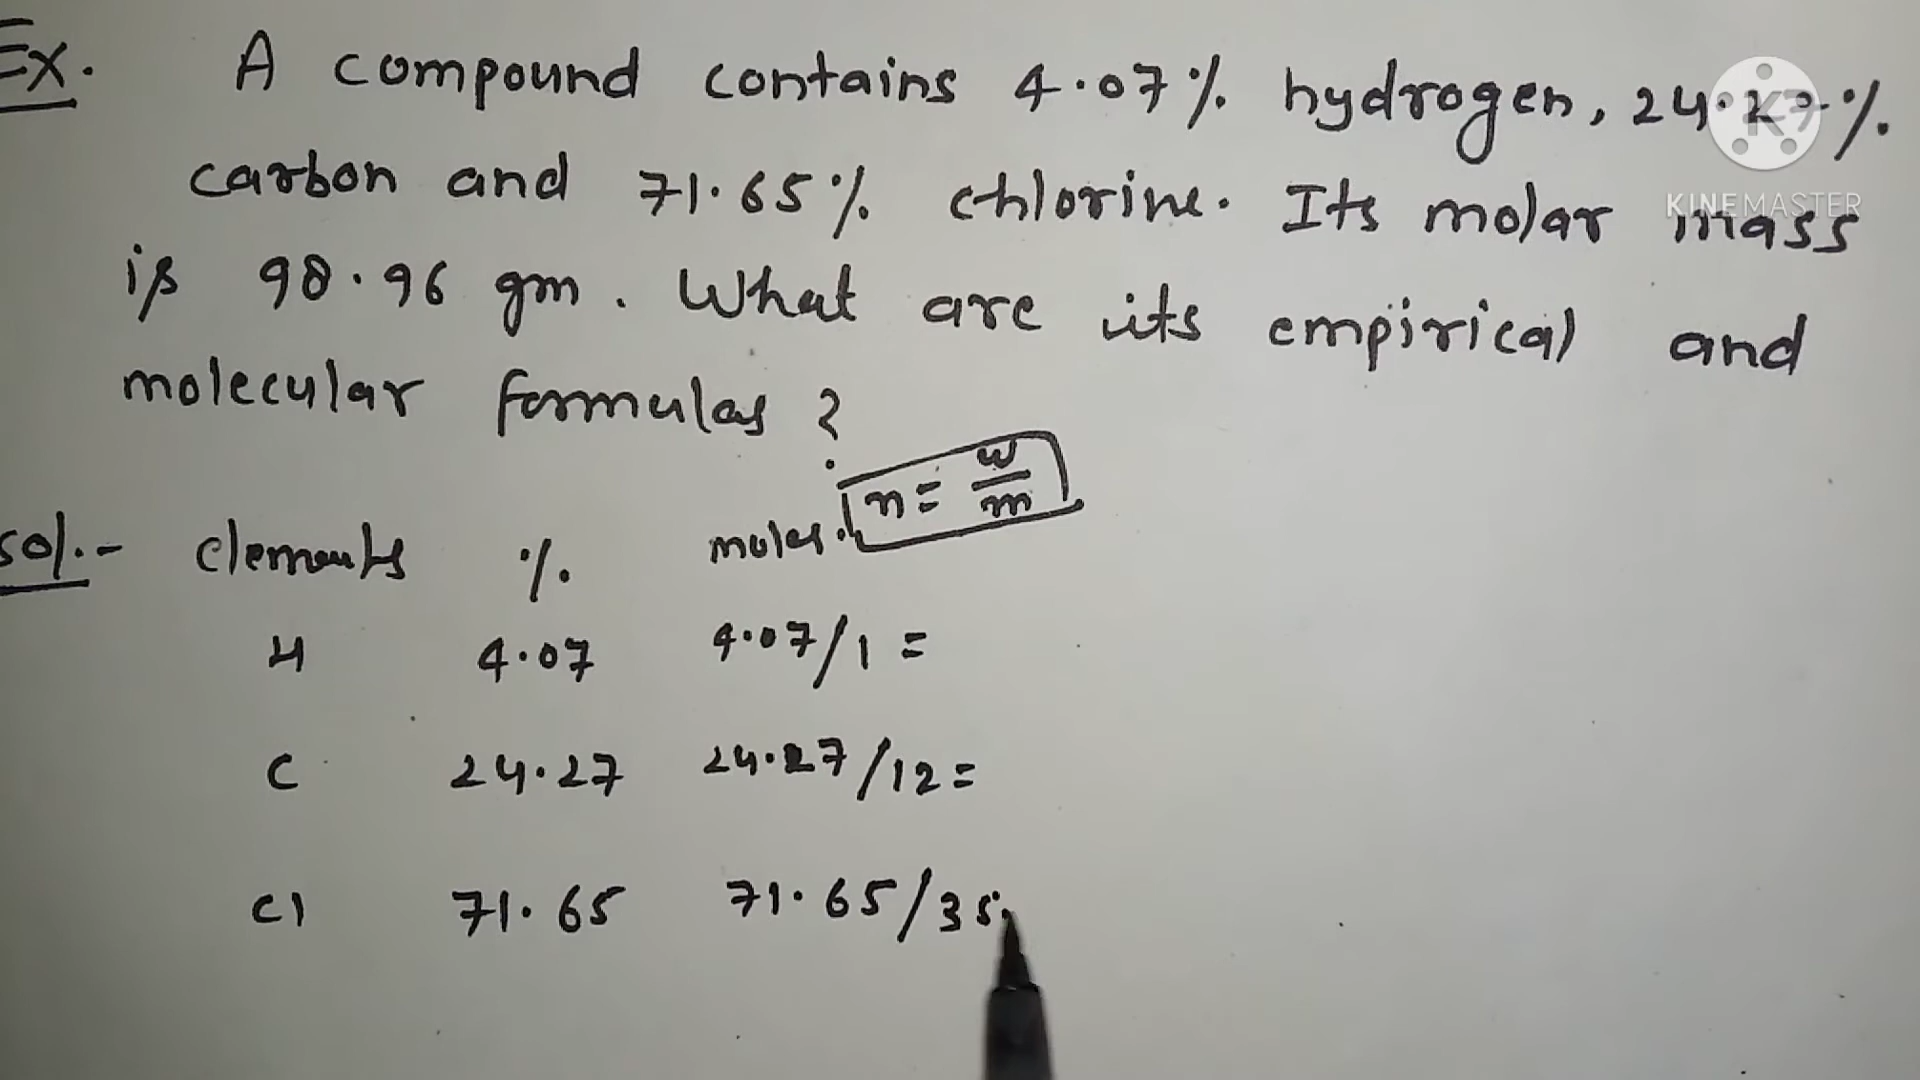 Ex. A compound contains 4.07% hydrogen, 24.27%
carbon and 71.65% chlorine. Its molar mass
is 98.96 gm. What are its empirical and
molecular formulas?
n = w/m
Sol.- elements % moles.
H 4.07 4.07/1 =
C 24.27 24.27/12 =
Cl 71.65 71.65/35.
K
KINEMASTER